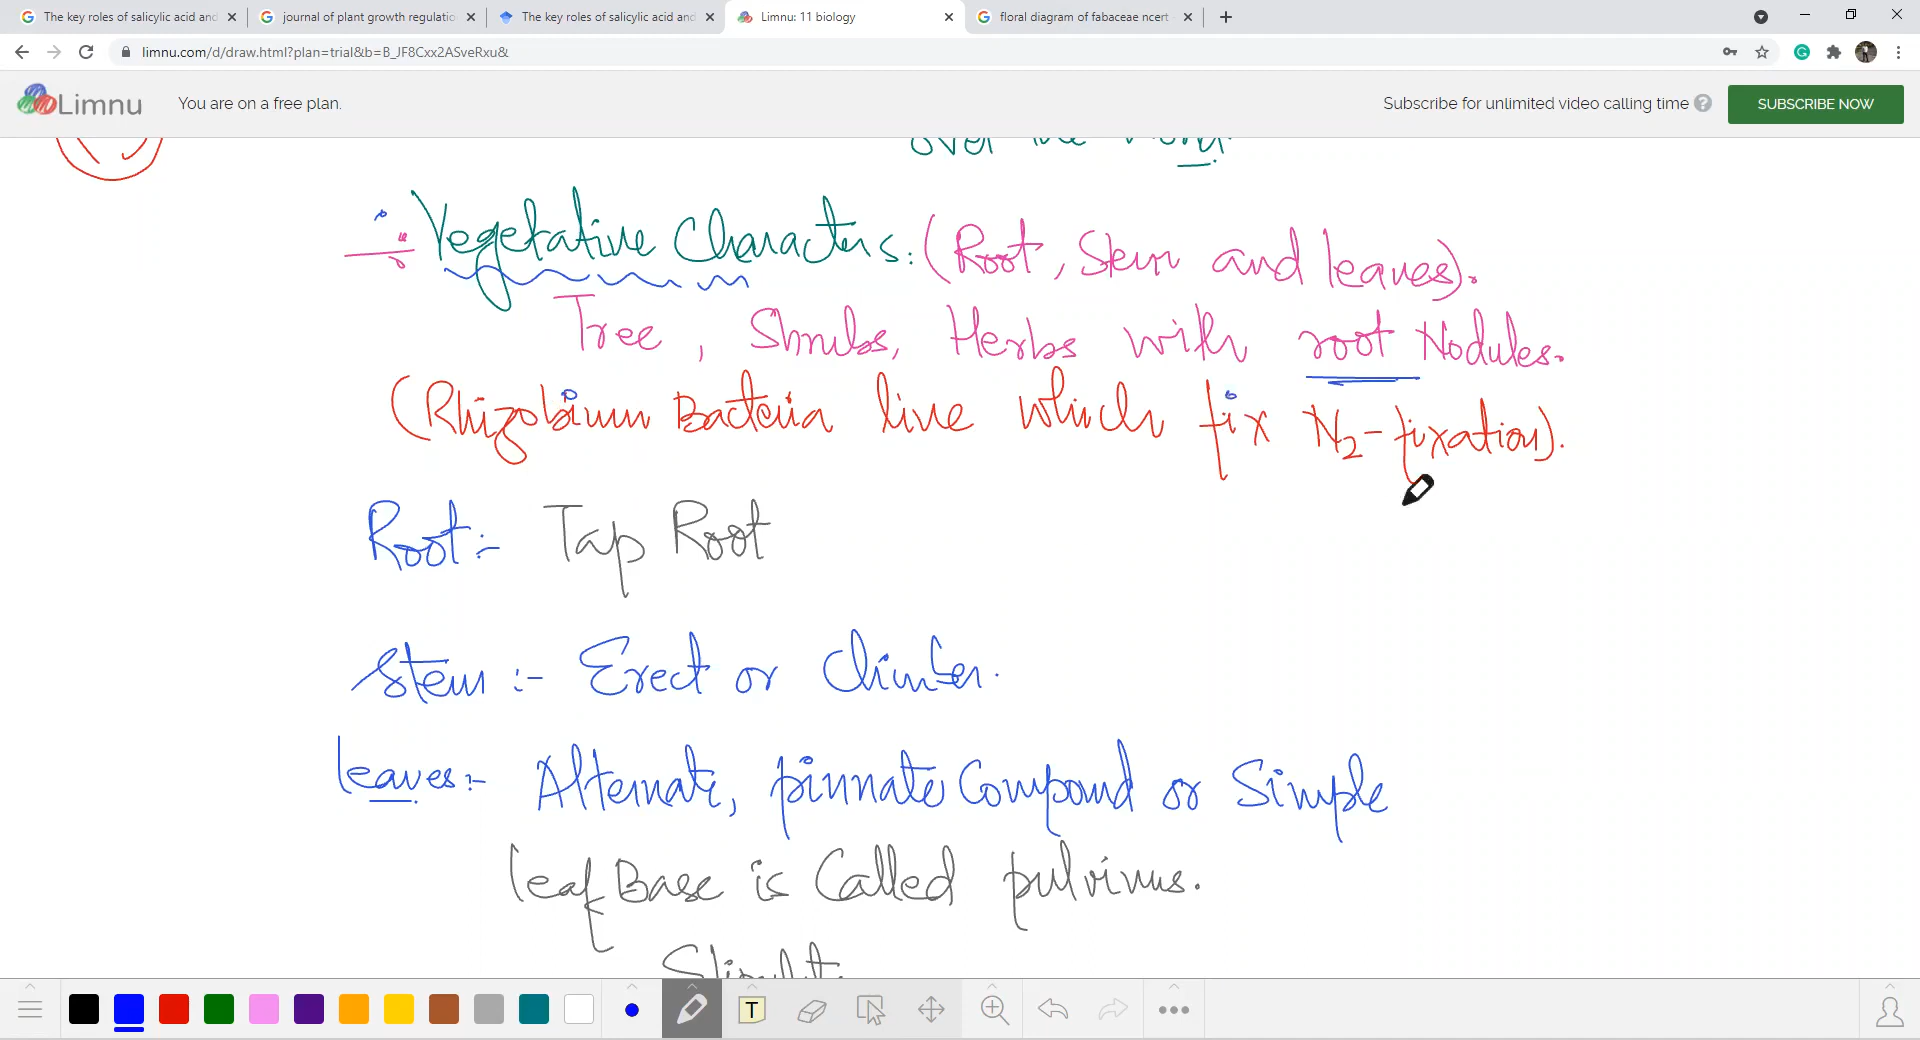 The key roles of salicylic acid and
journal of plant growth regulatio
The key roles of salicylic acid and
Limnu: 11 biology
floral diagram of fabaceae ncert
limnu.com/d/draw.html?plan=trial&b=B_JF8Cxx2ASveRxu&
Limnu
You are on a free plan.
Subscribe for unlimited video calling time ?
SUBSCRIBE NOW
over the world.
Vegetative Characters: (Root, Stem and leaves).
Tree, Shrubs, Herbs with root Nodules.
(Rhizobium Bacteria live which fix N2-fixation).
Root:- Tap Root
Stem :- Erect or Climber.
leaves:- Alternate, pinnate Compound or Simple
leaf Base is Called pulvinus.
T